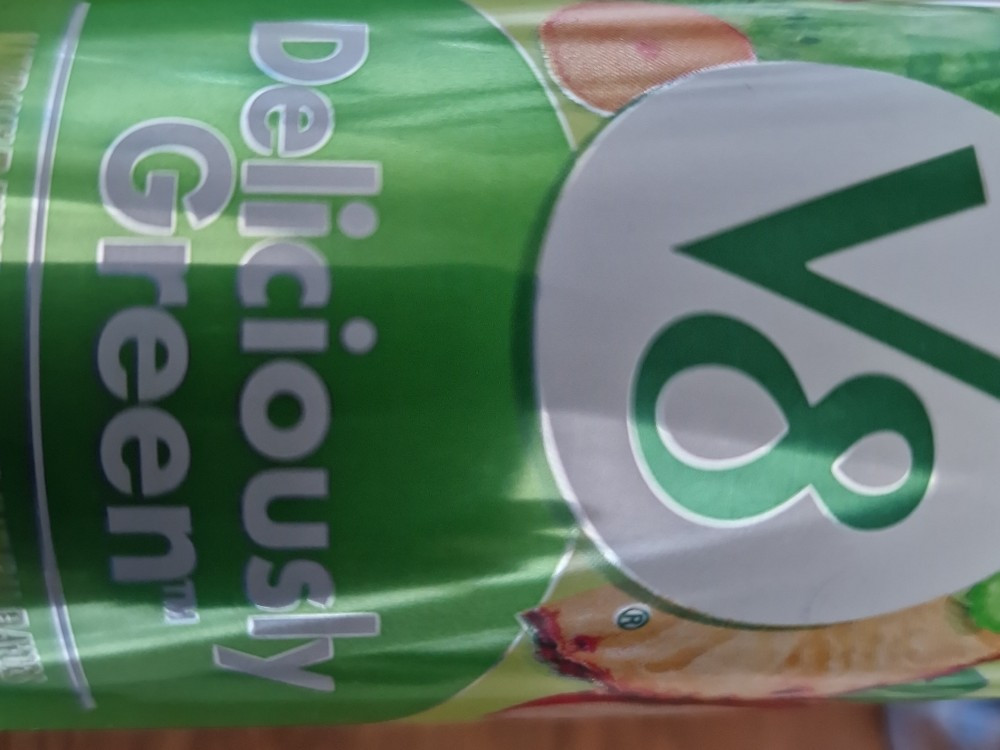 V8
®
Deliciously
Green™